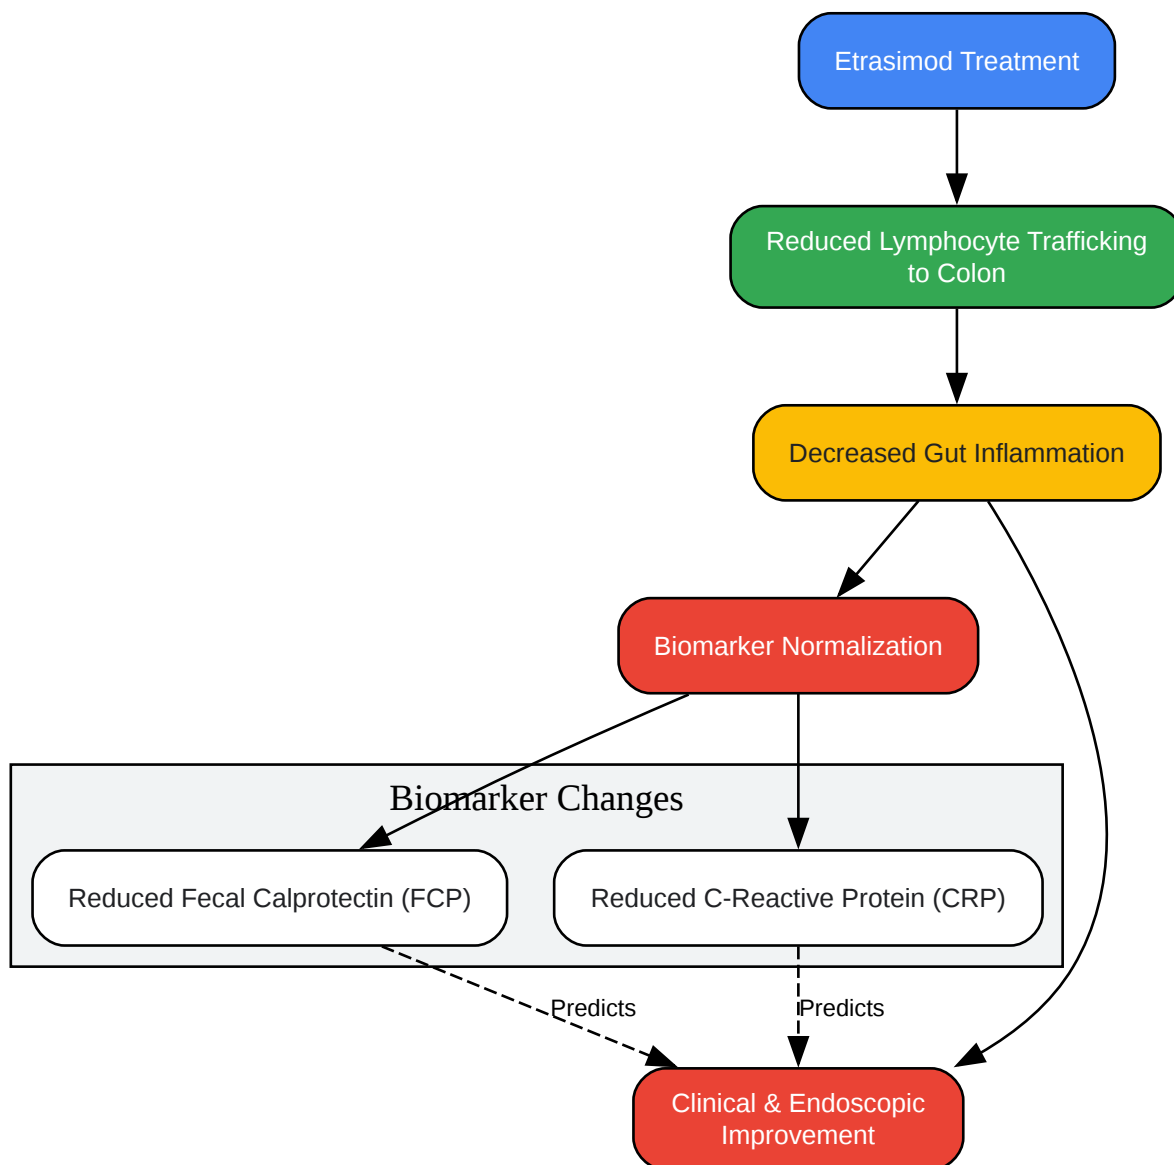 Etrasimod Treatment
Reduced Lymphocyte Trafficking
to Colon
Decreased Gut Inflammation
Biomarker Normalization
Biomarker Changes
Reduced Fecal Calprotectin (FCP)
Reduced C-Reactive Protein (CRP)
Predicts
Predicts
Clinical & Endoscopic
Improvement